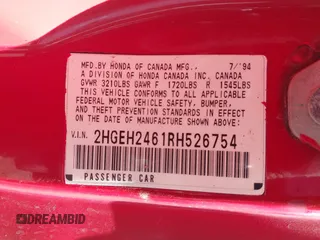 MFD.BY HONDA OF CANADA MFG., 7/'94
A DIVISION OF HONDA CANADA INC. CANADA
GVWR 3210LBS GAWR F 1720LBS R 1545LBS
THIS VEHICLE CONFORMS TO ALL APPLICABLE
FEDERAL MOTOR VEHICLE SAFETY, BUMPER,
AND THEFT PREVENTION STANDARDS IN EFFECT
ON THE DATE OF MANUFACTURE SHOWN ABOVE.
V.I.N. 2HGEH2461RH526754
PASSENGER CAR
DREAMBID